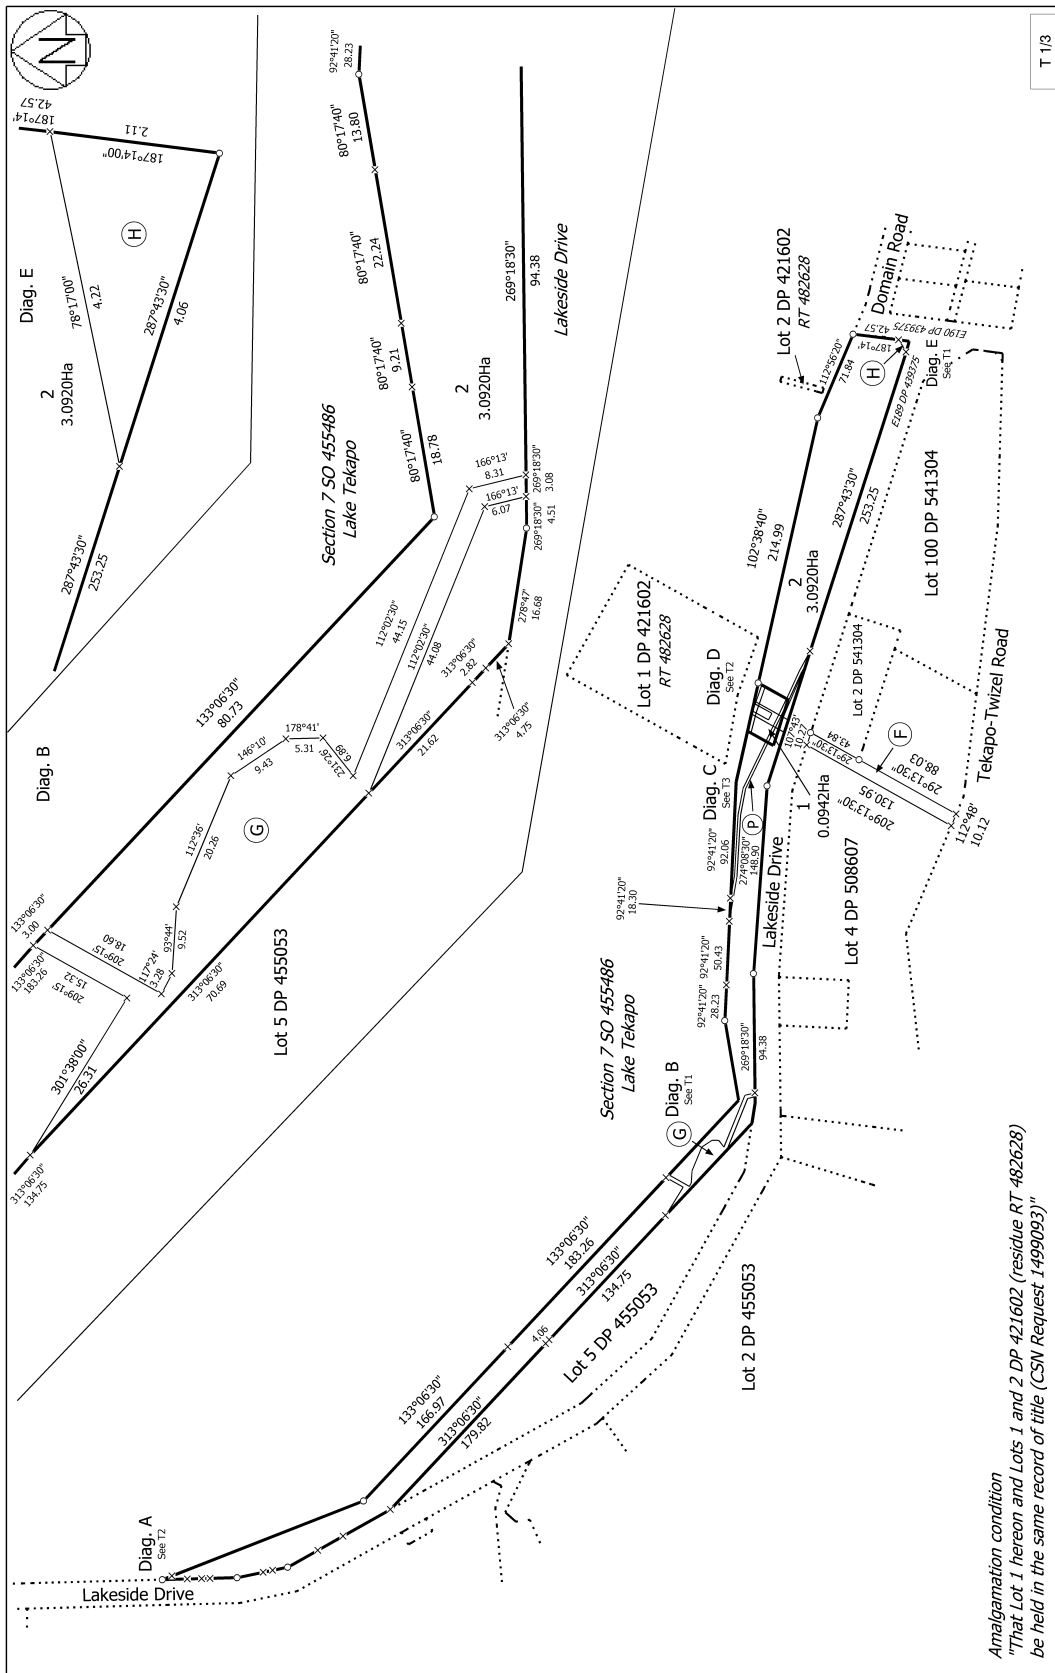 N
T 1/3
Diag. E
2
3.0920Ha
187°14'
42.57
187°14'00"
2.11
78°17'00"
4.22
287°43'30"
4.06
287°43'30"
253.25
H
Diag. B
133°06'30"
3.00
133°06'30"
183.26
209°15'
18.60
209°15'
15.32
117°24'
3.28
93°44'
9.52
112°36'
20.26
146°10'
9.43
178°41'
5.31
231°26'
6.89
G
301°38'00"
26.31
313°06'30"
134.75
313°06'30"
70.69
Lot 5 DP 455053
133°06'30"
80.73
112°02'30"
44.15
112°02'30"
44.08
313°06'30"
21.62
313°06'30"
2.82
313°06'30"
4.75
278°47'
16.68
269°18'30"
4.51
269°18'30"
3.08
166°13'
8.31
166°13'
6.07
Section 7 SO 455486
Lake Tekapo
80°17'40"
18.78
80°17'40"
9.21
80°17'40"
22.24
80°17'40"
13.80
92°41'20"
28.23
2
3.0920Ha
269°18'30"
94.38
Lakeside Drive
Diag. A
See T2
Lakeside Drive
133°06'30"
166.97
313°06'30"
179.82
4.06
133°06'30"
183.26
313°06'30"
134.75
Lot 5 DP 455053
Lot 2 DP 455053
G
Diag. B
See T1
Section 7 SO 455486
Lake Tekapo
269°18'30"
94.38
92°41'20"
28.23
92°41'20"
50.43
92°41'20"
18.30
92°41'20"
92.06
Diag. C
See T3
274°08'30"
148.90
P
Lakeside Drive
Lot 4 DP 508607
Diag. D
See T2
Lot 1 DP 421602
RT 482628
1
0.0942Ha
107°43'
10.27
29°13'30"
43.84
209°13'30"
130.95
29°13'30"
88.03
F
112°48'
10.12
Tekapo-Twizel Road
Lot 2 DP 541304
102°38'40"
214.99
2
3.0920Ha
287°43'30"
253.25
Lot 100 DP 541304
Lot 2 DP 421602
RT 482628
112°56'20"
71.84
Domain Road
187°14'
42.57
E190 DP 439375
E189 DP 439375
H
Diag. E
See T1
Amalgamation condition
"That Lot 1 hereon and Lots 1 and 2 DP 421602 (residue RT 482628)
be held in the same record of title (CSN Request 1499093)"